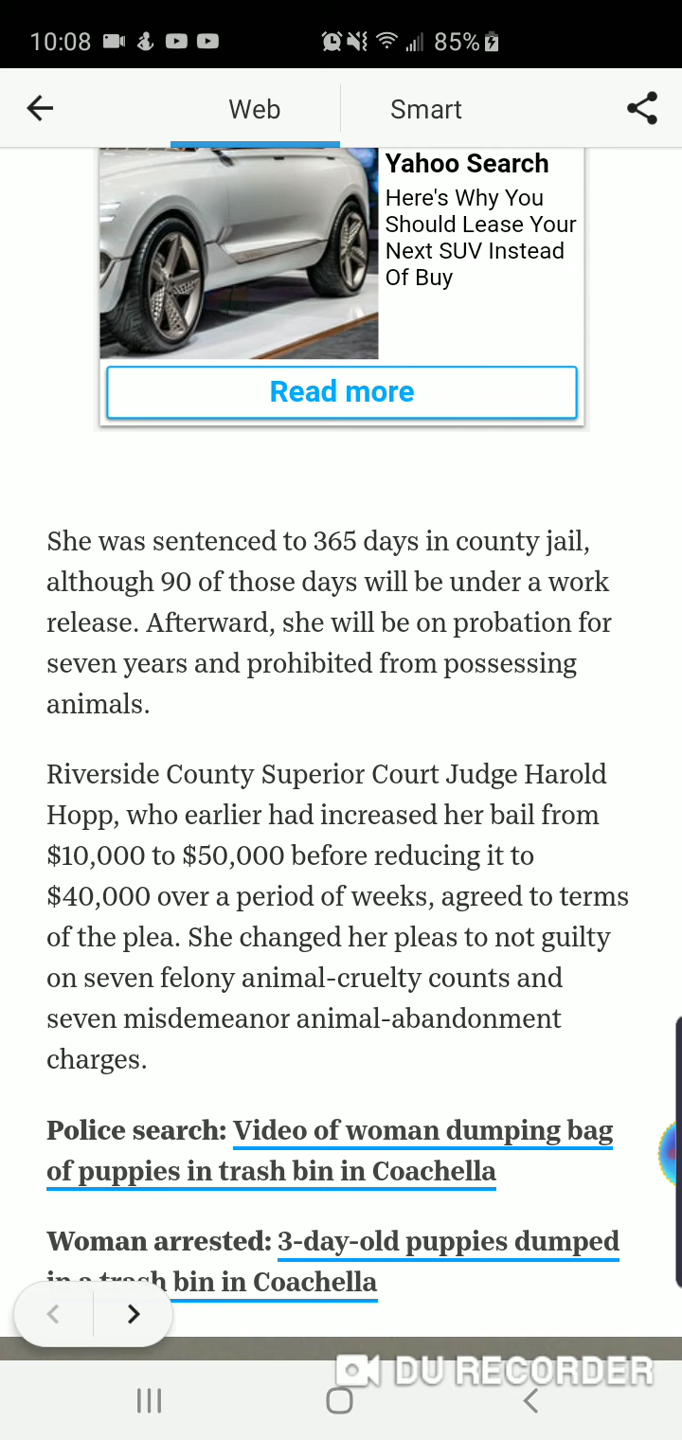 10:08
85%
Web
Smart
Yahoo Search
Here's Why You
Should Lease Your
Next SUV Instead
Of Buy
Read more
She was sentenced to 365 days in county jail,
although 90 of those days will be under a work
release. Afterward, she will be on probation for
seven years and prohibited from possessing
animals.
Riverside County Superior Court Judge Harold
Hopp, who earlier had increased her bail from
$10,000 to $50,000 before reducing it to
$40,000 over a period of weeks, agreed to terms
of the plea. She changed her pleas to not guilty
on seven felony animal-cruelty counts and
seven misdemeanor animal-abandonment
charges.
Police search: Video of woman dumping bag
of puppies in trash bin in Coachella
Woman arrested: 3-day-old puppies dumped
in a trash bin in Coachella
DU RECORDER